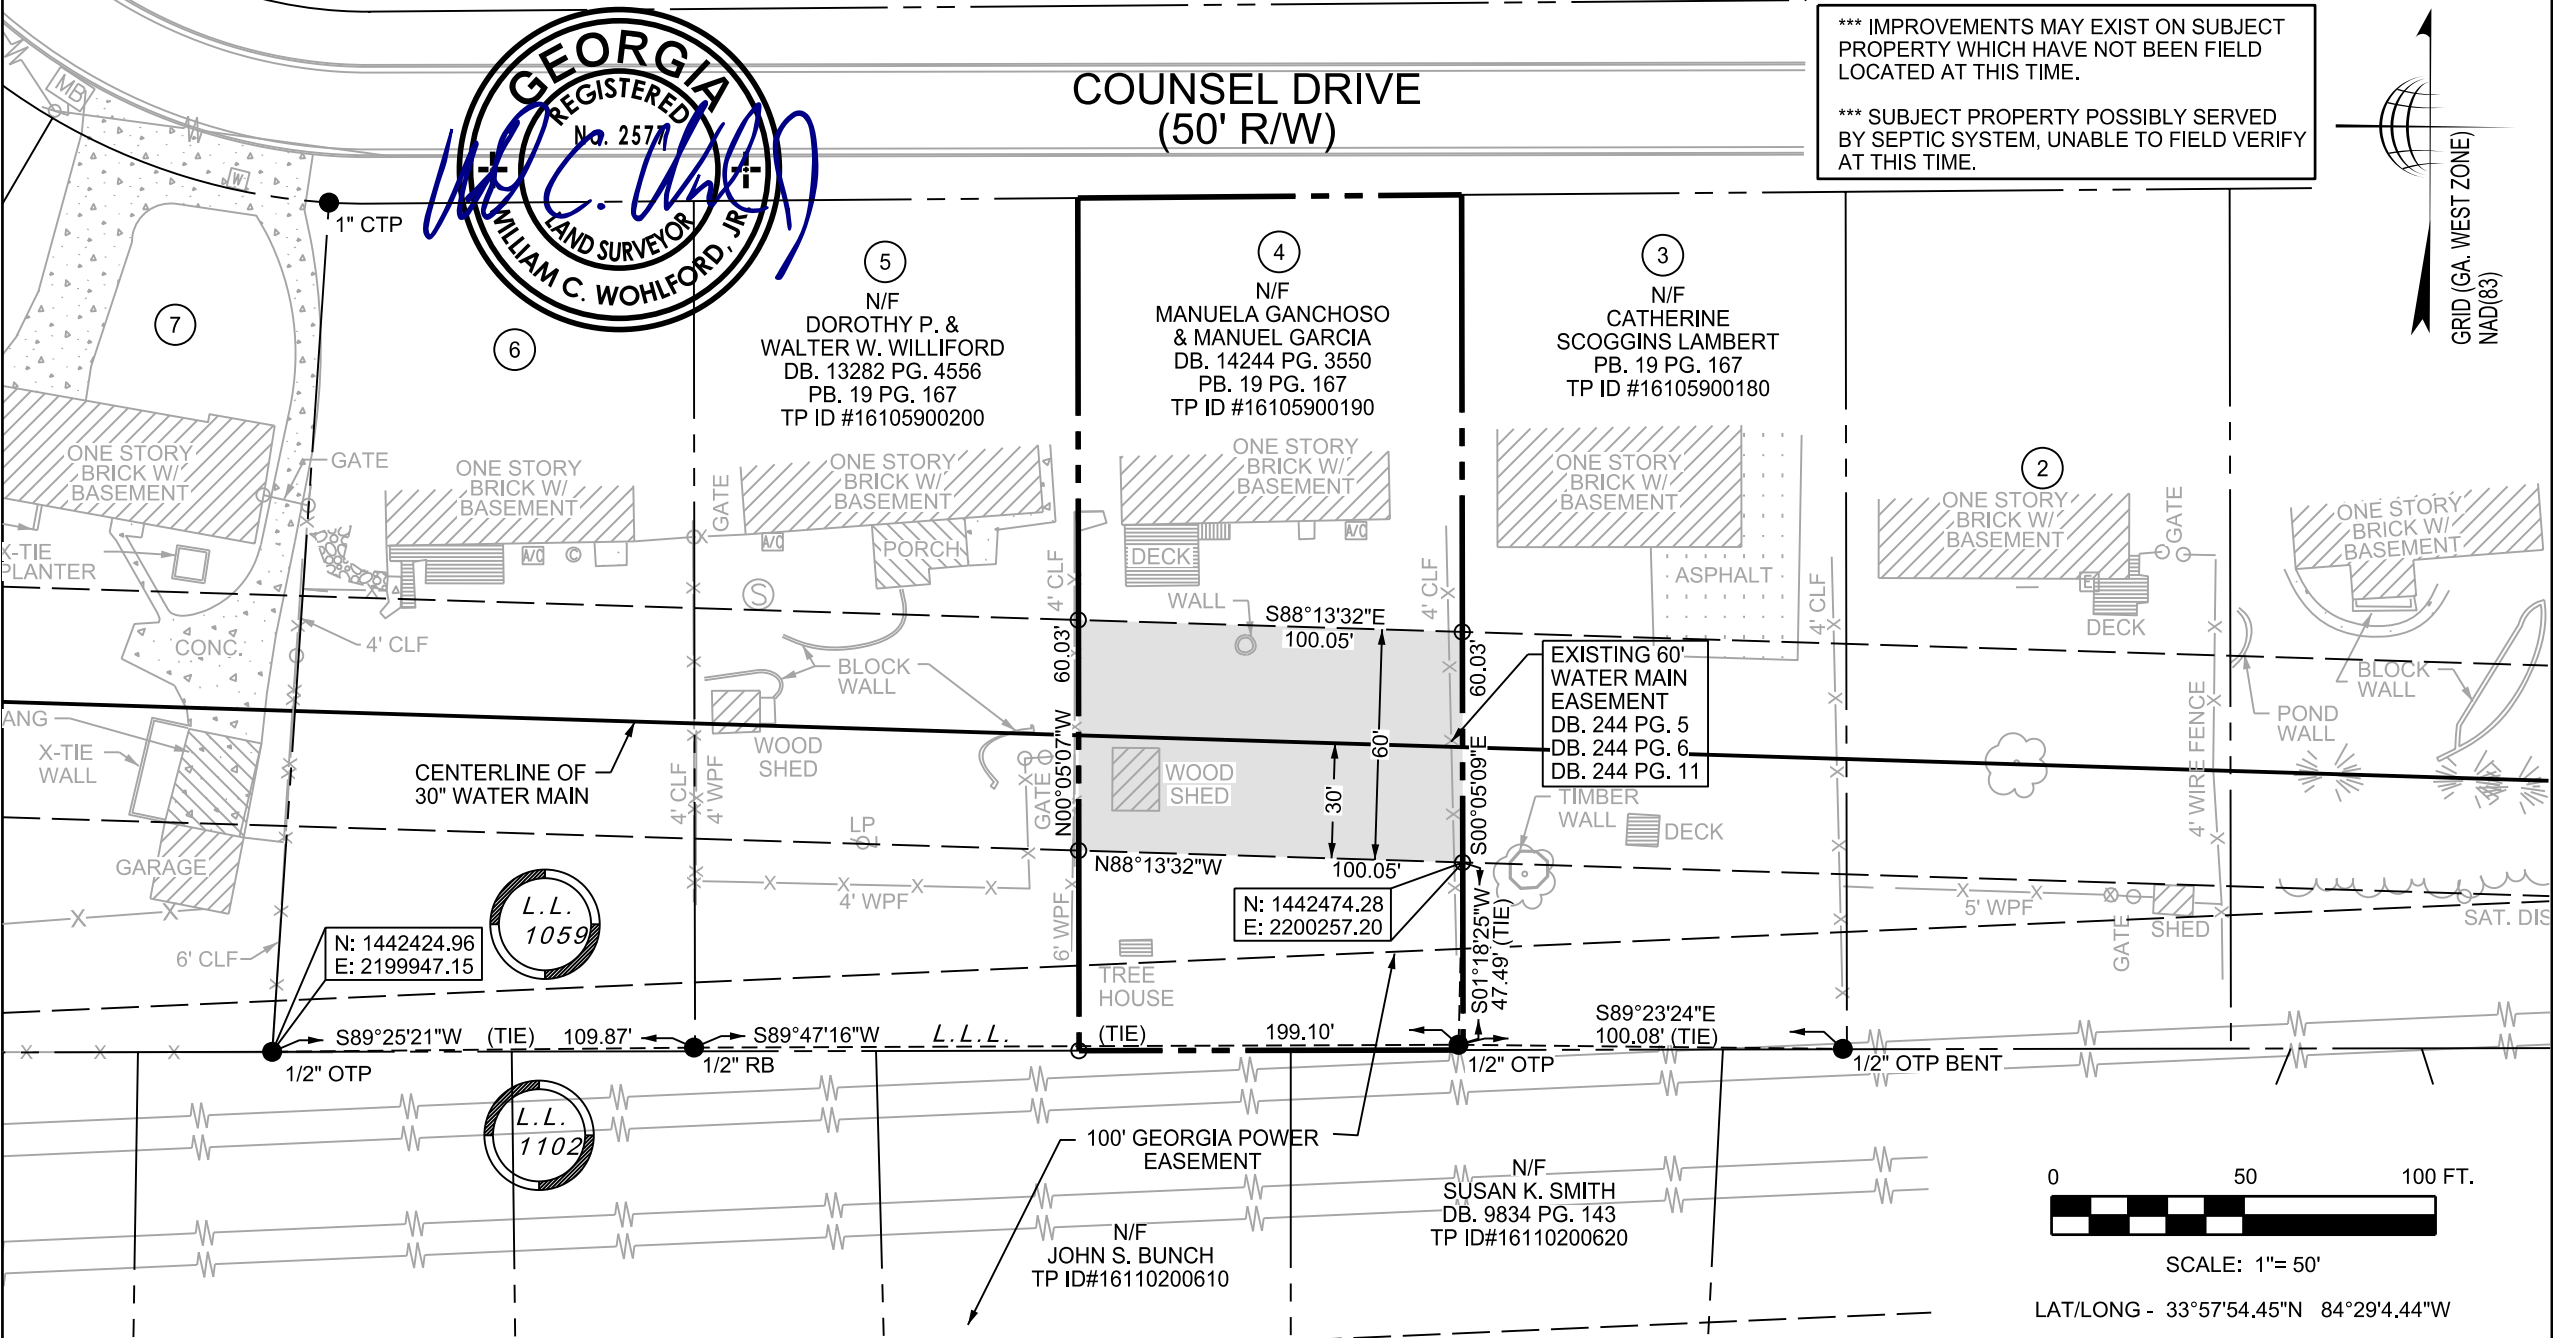 COUNSEL DRIVE
(50' R/W)
*** IMPROVEMENTS MAY EXIST ON SUBJECT
PROPERTY WHICH HAVE NOT BEEN FIELD
LOCATED AT THIS TIME.
*** SUBJECT PROPERTY POSSIBLY SERVED
BY SEPTIC SYSTEM, UNABLE TO FIELD VERIFY
AT THIS TIME.
GRID (GA. WEST ZONE)
NAD(83)
GEORGIA
REGISTERED
No. 2577
LAND SURVEYOR
WILLIAM C. WOHLFORD, JR.
MB
W
1" CTP
7
6
5
N/F
DOROTHY P. &
WALTER W. WILLIFORD
DB. 13282 PG. 4556
PB. 19 PG. 167
TP ID #16105900200
4
N/F
MANUELA GANCHOSO
& MANUEL GARCIA
DB. 14244 PG. 3550
PB. 19 PG. 167
TP ID #16105900190
3
N/F
CATHERINE
SCOGGINS LAMBERT
PB. 19 PG. 167
TP ID #16105900180
2
ONE STORY
BRICK W/
BASEMENT
GATE
ONE STORY
BRICK W/
BASEMENT
GATE
ONE STORY
BRICK W/
BASEMENT
ONE STORY
BRICK W/
BASEMENT
ONE STORY
BRICK W/
BASEMENT
ONE STORY
BRICK W/
BASEMENT
GATE
ONE STORY
BRICK W/
BASEMENT
X-TIE
PLANTER
A/C
C
A/C
PORCH
S
4' CLF
DECK
A/C
4' CLF
ASPHALT
4' CLF
E
DECK
WALL
S88°13'32"E
100.05'
CONC.
4' CLF
BLOCK
WALL
60.03'
60.03'
EXISTING 60'
WATER MAIN
EASEMENT
DB. 244 PG. 5
DB. 244 PG. 6
DB. 244 PG. 11
BLOCK
WALL
POND
WALL
4' WIRE FENCE
ANG
X-TIE
WALL
CENTERLINE OF
30" WATER MAIN
4' CLF
4' WPF
WOOD
SHED
GATE
N00°05'07"W
WOOD
SHED
60'
30'
S00°05'09"E
TIMBER
WALL
DECK
LP
GARAGE
N88°13'32"W
100.05'
4' WPF
6' WPF
N: 1442474.28
E: 2200257.20
S01°18'25"W
47.49' (TIE)
5' WPF
GATE
SHED
SAT. DIS
L.L.
1059
6' CLF
N: 1442424.96
E: 2199947.15
TREE
HOUSE
S89°25'21"W (TIE) 109.87'
S89°47'16"W L.L.L. (TIE) 199.10'
S89°23'24"E
100.08' (TIE)
1/2" OTP
1/2" RB
1/2" OTP
1/2" OTP BENT
L.L.
1102
100' GEORGIA POWER
EASEMENT
N/F
JOHN S. BUNCH
TP ID#16110200610
N/F
SUSAN K. SMITH
DB. 9834 PG. 143
TP ID#16110200620
0 50 100 FT.
SCALE: 1"= 50'
LAT/LONG - 33°57'54.45"N 84°29'4.44"W